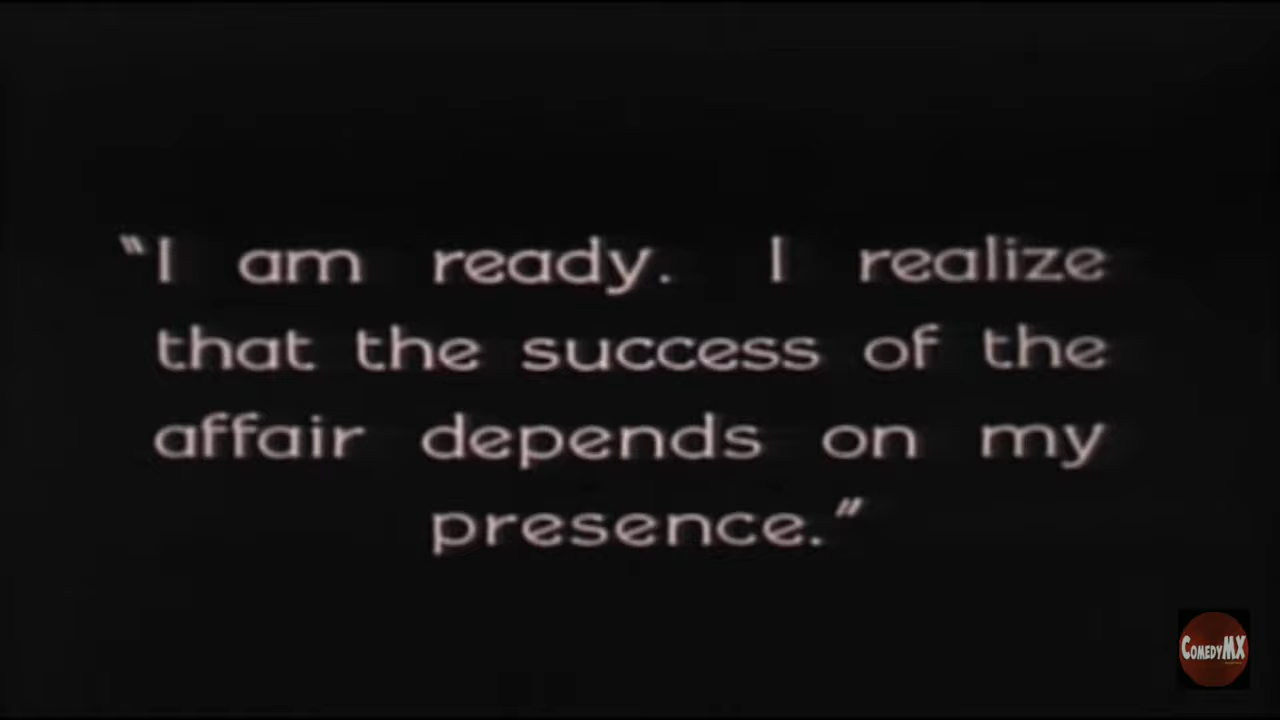 "I am ready. I realize
that the success of the
affair depends on my
presence."
COMEDYMX